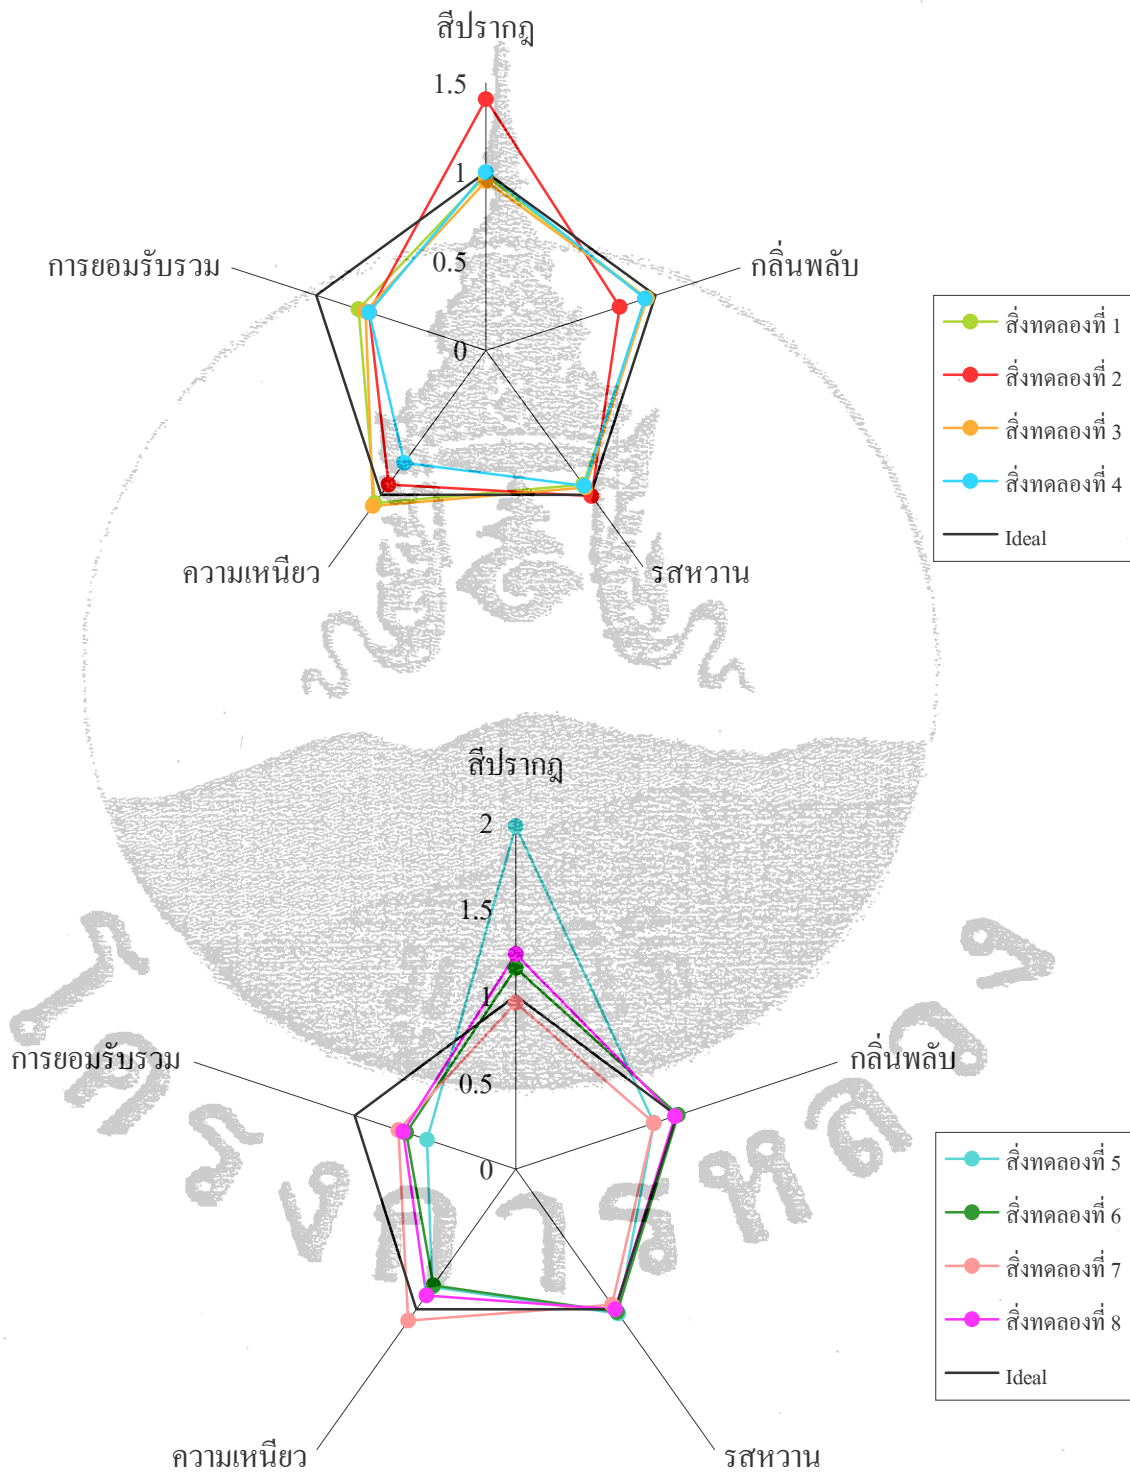 สีปรากฎ
1.5
1
0.5
0
การยอมรับรวม
กลิ่นพลับ
ความเหนียว
รสหวาน
สิ่งทดลองที่ 1
สิ่งทดลองที่ 2
สิ่งทดลองที่ 3
สิ่งทดลองที่ 4
Ideal
สีปรากฎ
2
1.5
1
0.5
0
การยอมรับรวม
กลิ่นพลับ
ความเหนียว
รสหวาน
สิ่งทดลองที่ 5
สิ่งทดลองที่ 6
สิ่งทดลองที่ 7
สิ่งทดลองที่ 8
Ideal